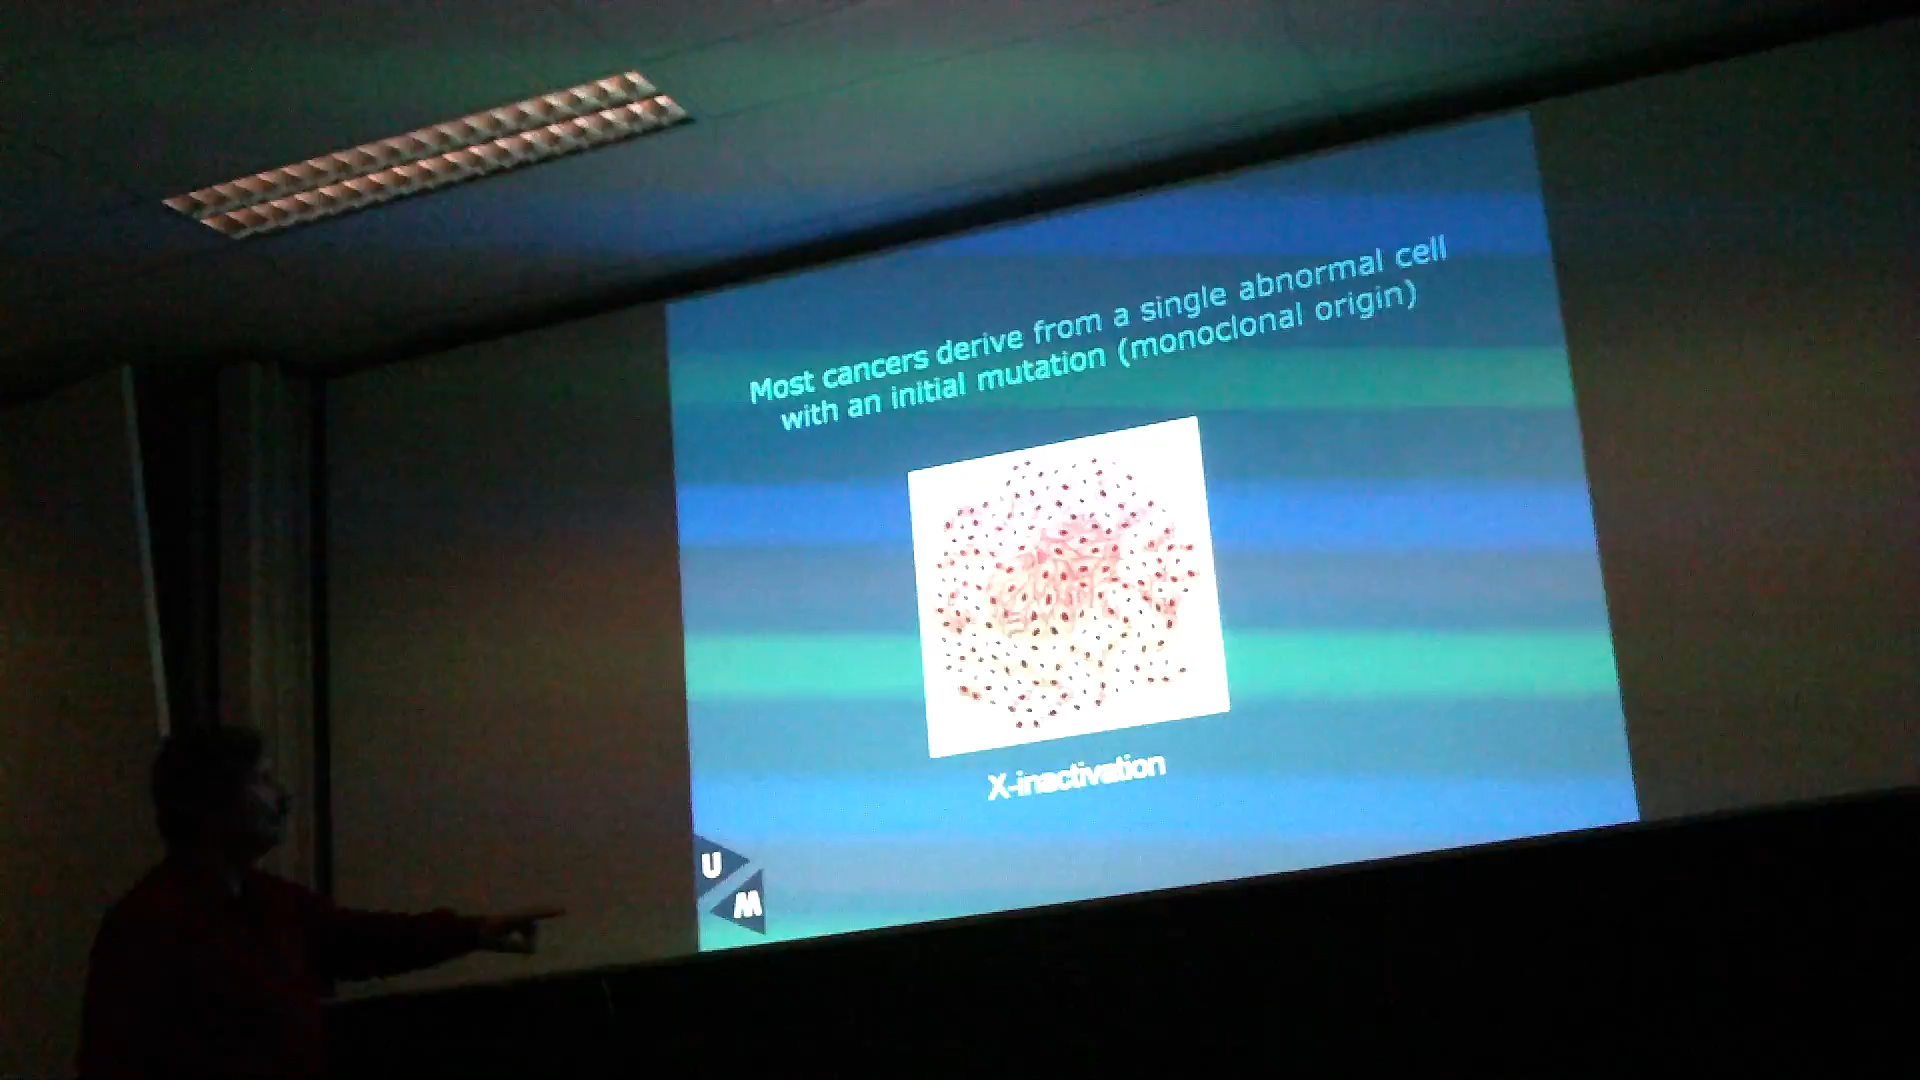 Most cancers derive from a single abnormal cell
with an initial mutation (monoclonal origin)
X-inactivation
U
M